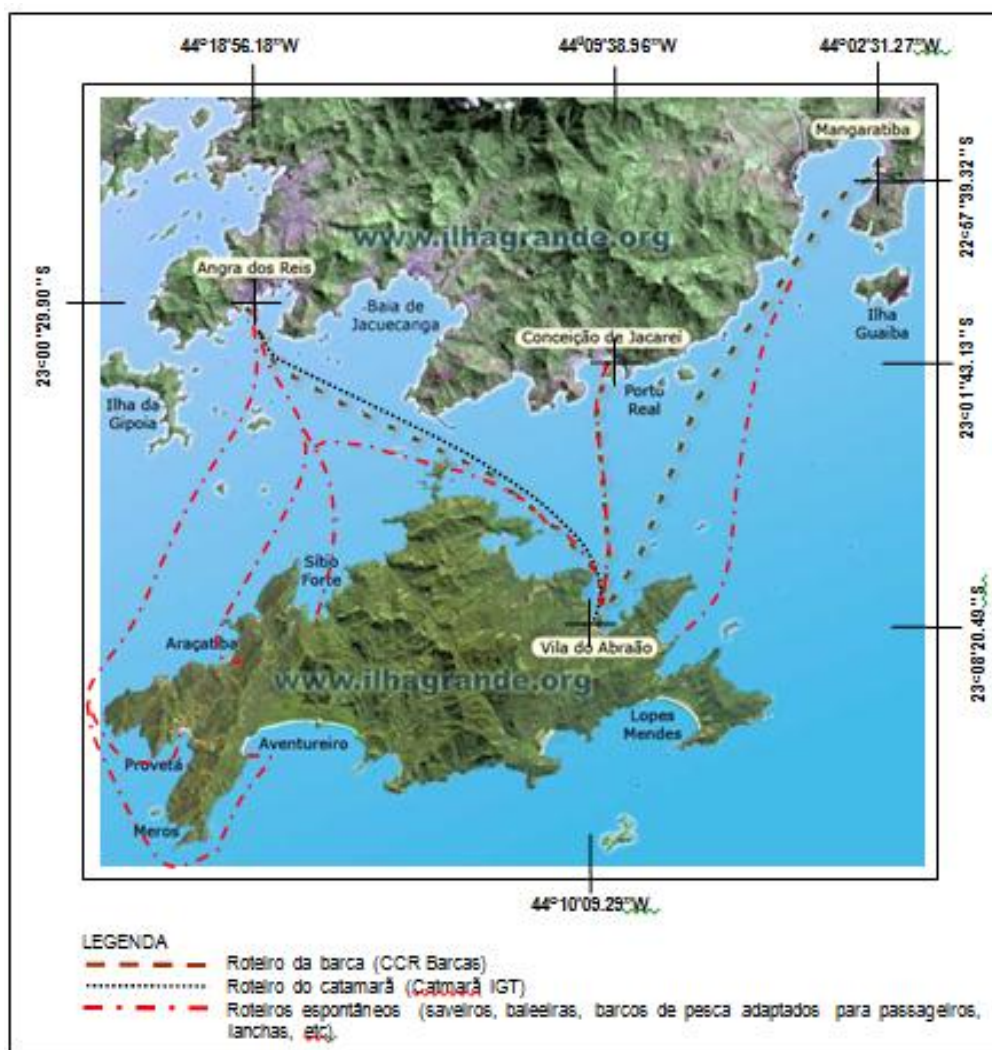 44º18'56.18"W
44º09'38.96"W
44º02'31.27"W
Mangaratiba
22º57"39.32"S
www.ilhagrande.org
Angra dos Reis
23º00"29.90"S
Baia de
Jacuecanga
Ilha
Guaiba
Conceição de Jacarei
Porto
Real
23º01"43.13"S
Ilha da
Gipoia
Sítio
Forte
Araçatiba
Vila do Abraão
23º08'20.49"S
www.ilhagrande.org
Lopes
Mendes
Aventureiro
Provetá
Meros
44º10'09.29"W
LEGENDA
Roteiro da barca (CCR Barcas)
Roteiro do catamarã (Catmarã IGT)
Roteiros espontâneos (saveiros, baleeiras, barcos de pesca adaptados para passageiros,
lanchas, etc).